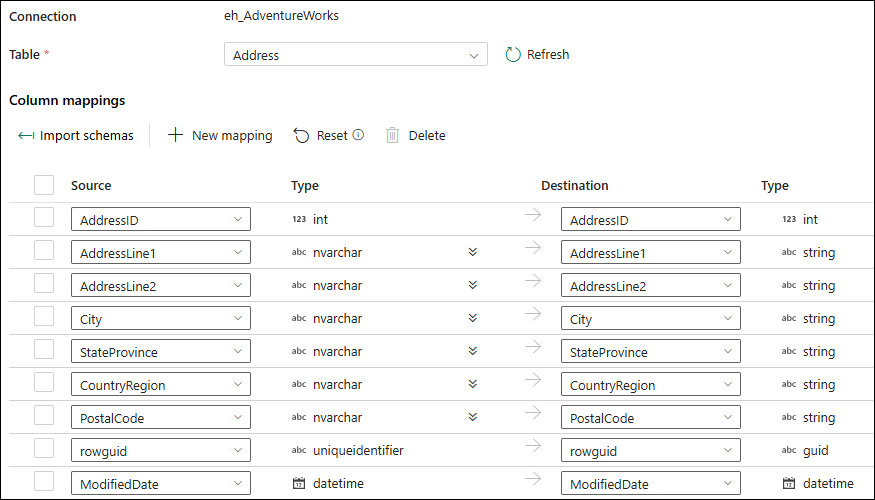 Connection eh_AdventureWorks
Table * Address Refresh
Column mappings
Import schemas New mapping Reset Delete
Source Type Destination Type
AddressID 123 int AddressID 123 int
AddressLine1 abc nvarchar AddressLine1 abc string
AddressLine2 abc nvarchar AddressLine2 abc string
City abc nvarchar City abc string
StateProvince abc nvarchar StateProvince abc string
CountryRegion abc nvarchar CountryRegion abc string
PostalCode abc nvarchar PostalCode abc string
rowguid abc uniqueidentifier rowguid abc guid
ModifiedDate 12 datetime ModifiedDate 12 datetime